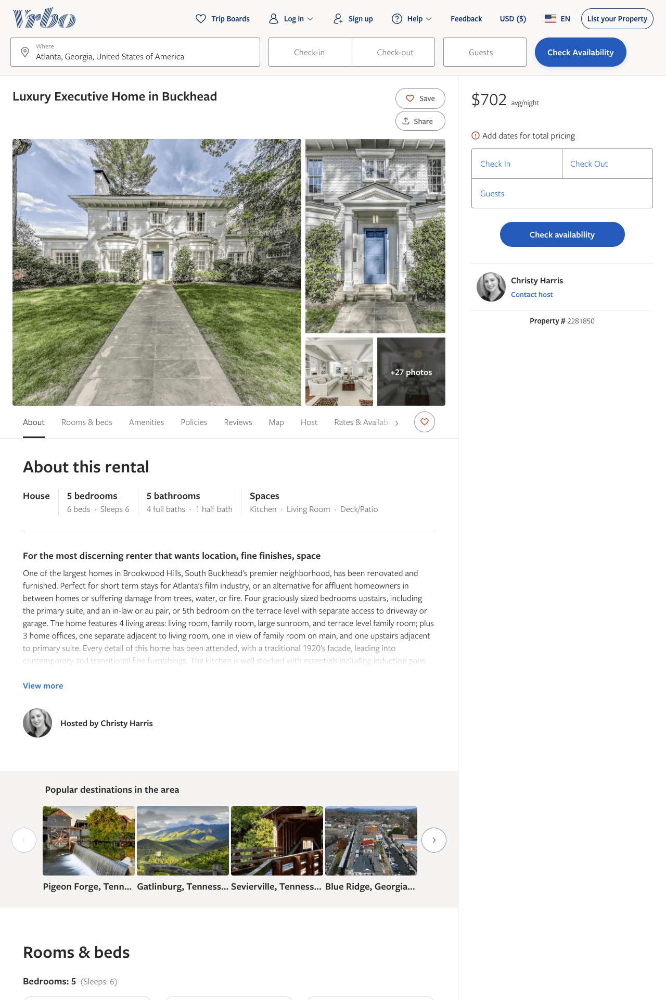 Vrbo
Trip Boards
Log in
Sign up
Help
Feedback
USD ($)
EN
List your Property
Where
Atlanta, Georgia, United States of America
Check-in
Check-out
Guests
Check Availability
Luxury Executive Home in Buckhead
Save
Share
+27 photos
$702 avg/night
Add dates for total pricing
Check In
Check Out
Guests
Check availability
Christy Harris
Contact host
Property # 2281850
About
Rooms & beds
Amenities
Policies
Reviews
Map
Host
Rates & Availabili
About this rental
House
5 bedrooms
6 beds · Sleeps 6
5 bathrooms
4 full baths · 1 half bath
Spaces
Kitchen · Living Room · Deck/Patio
For the most discerning renter that wants location, fine finishes, space
One of the largest homes in Brookwood Hills, South Buckhead's premier neighborhood, has been renovated and
furnished. Perfect for short term stays for Atlanta's film industry, or an alternative for affluent homeowners in
between homes or suffering damage from trees, water, or fire. Four graciously sized bedrooms upstairs, including
the primary suite, and an in-law or au pair, or 5th bedroom on the terrace level with separate access to driveway or
garage. The home features 4 living areas: living room, family room, large sunroom, and terrace level family room; plus
3 home offices, one separate adjacent to living room, one in view of family room on main, and one upstairs adjacent
to primary suite. Every detail of this home has been attended, with a traditional 1920's facade, leading into
contemporary and transitional fine furnishings. The kitchen is well stocked with essentials including induction pans
View more
Hosted by Christy Harris
Popular destinations in the area
Pigeon Forge, Tenn...
Gatlinburg, Tenness...
Sevierville, Tenness...
Blue Ridge, Georgia...
Rooms & beds
Bedrooms: 5 (Sleeps: 6)